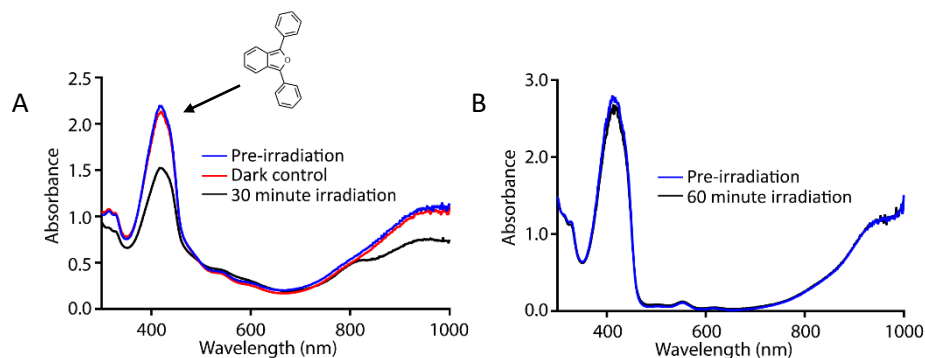 A
O
2.5
2.0
1.5
1.0
0.5
0.0
Absorbance
Pre-irradiation
Dark control
30 minute irradiation
400
600
800
1000
Wavelength (nm)
B
3.0
2.0
1.0
0.0
Absorbance
Pre-irradiation
60 minute irradiation
400
600
800
1000
Wavelength (nm)